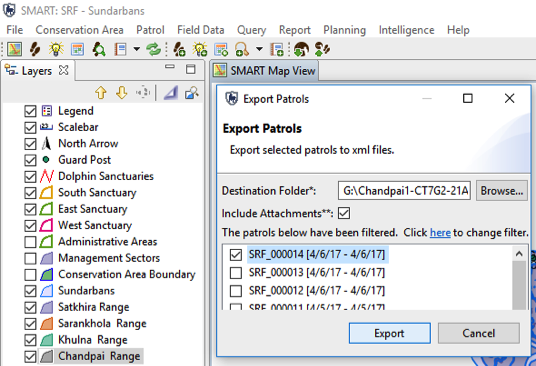 SMART: SRF - Sundarbans
File Conservation Area Patrol Field Data Query Report Planning Intelligence Help
Layers
Legend
Scalebar
North Arrow
Guard Post
Dolphin Sanctuaries
South Sanctuary
East Sanctuary
West Sanctuary
Administrative Areas
Management Sectors
Conservation Area Boundary
Sundarbans
Satkhira Range
Sarankhola Range
Khulna Range
Chandpai Range
SMART Map View
Export Patrols
Export Patrols
Export selected patrols to xml files.
Destination Folder*: G:\Chandpai1-CT7G2-21A Browse...
Include Attachments**:
The patrols below have been filtered. Click here to change filter.
SRF_000014 [4/6/17 - 4/6/17]
SRF_000013 [4/6/17 - 4/6/17]
SRF_000012 [4/6/17 - 4/6/17]
SRF_000011 [4/5/17 - 4/5/17]
Export Cancel